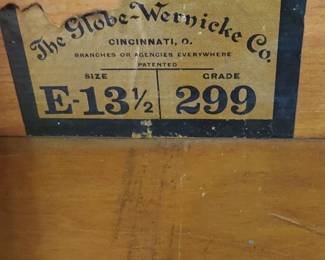 The Globe-Wernicke Co.
CINCINNATI, O.
BRANCHES OR AGENCIES EVERYWHERE
PATENTED
SIZE GRADE
E-13½ 299